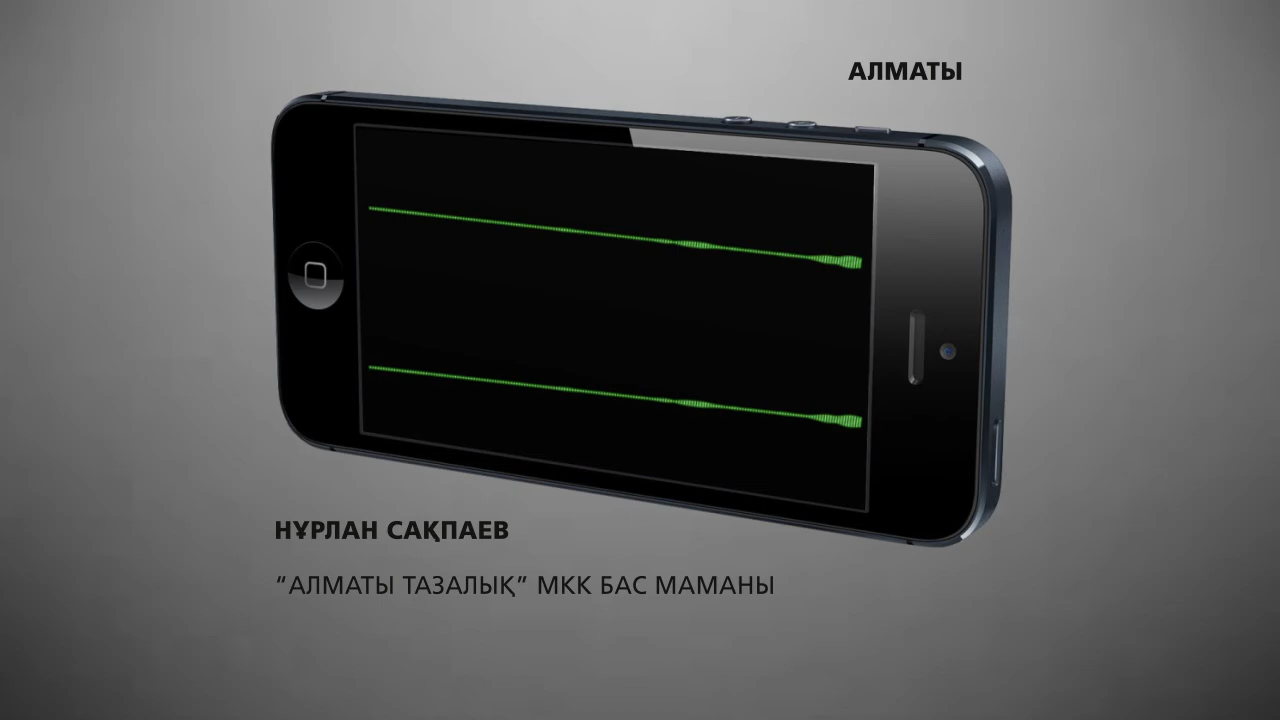 АЛМАТЫ
НҰРЛАН САҚПАЕВ
“АЛМАТЫ ТАЗАЛЫҚ” МКК БАС МАМАНЫ